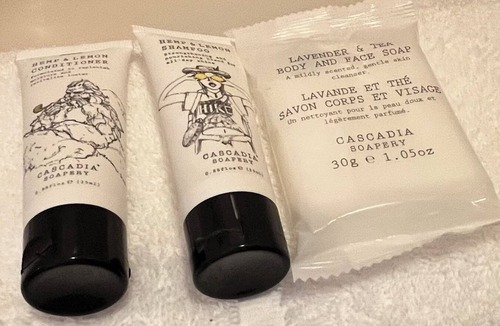 HEMP & LEMON
CONDITIONER
CASCADIA
SOAPERY
HEMP & LEMON
SHAMPOO
HIKE
CASCADIA
SOAPERY
LAVENDER & TEA
BODY AND FACE SOAP
A mildly scented, gentle skin
cleanser.
LAVANDE ET THÉ
SAVON CORPS ET VISAGE
Un nettoyant pour la peau doux et
légèrement parfumé.
CASCADIA
SOAPERY
30g e 1.05oz